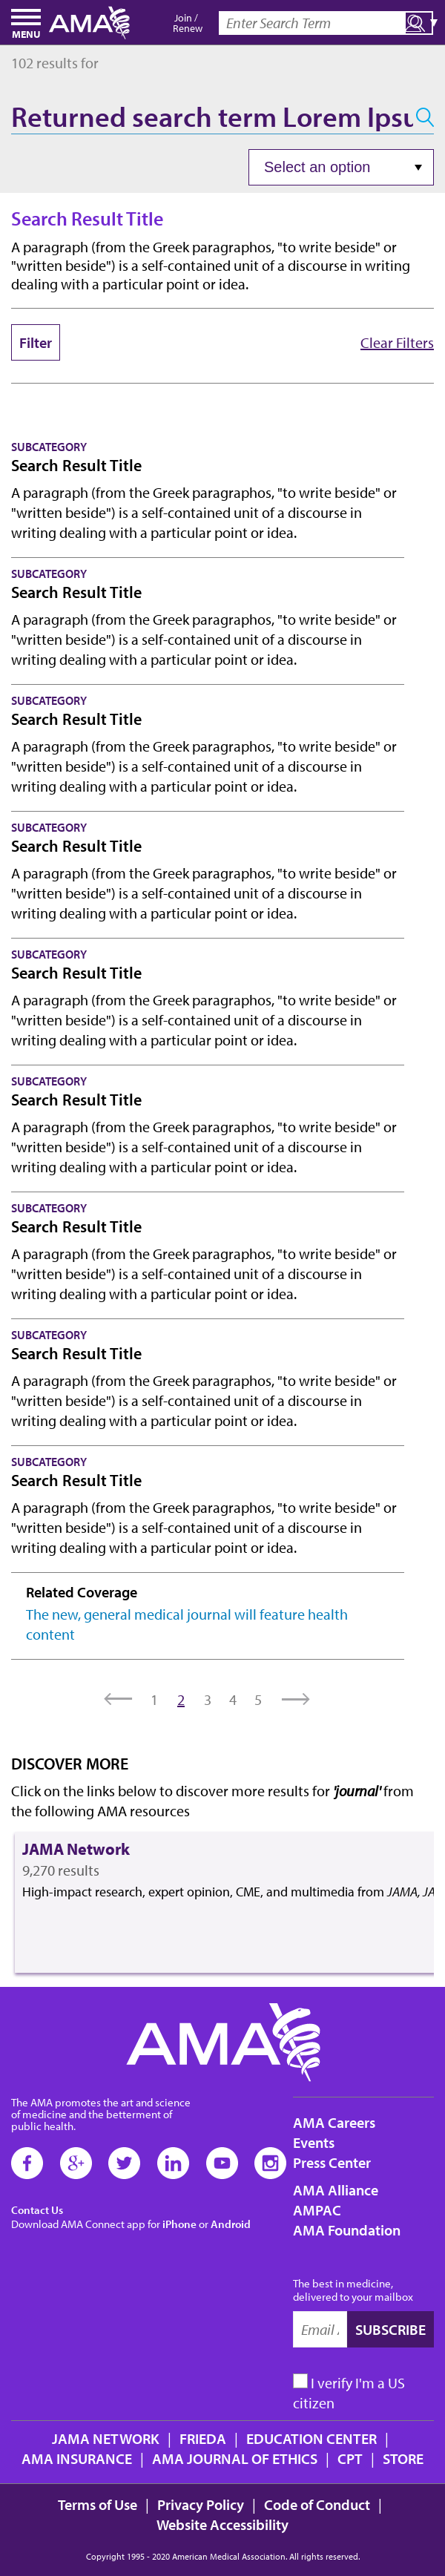 MENU
AMA
Join /
Renew
Enter Search Term
102 results for
Returned search term Lorem Ipsu
Select an option
Search Result Title
A paragraph (from the Greek paragraphos, "to write beside" or
"written beside") is a self-contained unit of a discourse in writing
dealing with a particular point or idea.
Filter
Clear Filters
SUBCATEGORY
Search Result Title
A paragraph (from the Greek paragraphos, "to write beside" or
"written beside") is a self-contained unit of a discourse in
writing dealing with a particular point or idea.
SUBCATEGORY
Search Result Title
A paragraph (from the Greek paragraphos, "to write beside" or
"written beside") is a self-contained unit of a discourse in
writing dealing with a particular point or idea.
SUBCATEGORY
Search Result Title
A paragraph (from the Greek paragraphos, "to write beside" or
"written beside") is a self-contained unit of a discourse in
writing dealing with a particular point or idea.
SUBCATEGORY
Search Result Title
A paragraph (from the Greek paragraphos, "to write beside" or
"written beside") is a self-contained unit of a discourse in
writing dealing with a particular point or idea.
SUBCATEGORY
Search Result Title
A paragraph (from the Greek paragraphos, "to write beside" or
"written beside") is a self-contained unit of a discourse in
writing dealing with a particular point or idea.
SUBCATEGORY
Search Result Title
A paragraph (from the Greek paragraphos, "to write beside" or
"written beside") is a self-contained unit of a discourse in
writing dealing with a particular point or idea.
SUBCATEGORY
Search Result Title
A paragraph (from the Greek paragraphos, "to write beside" or
"written beside") is a self-contained unit of a discourse in
writing dealing with a particular point or idea.
SUBCATEGORY
Search Result Title
A paragraph (from the Greek paragraphos, "to write beside" or
"written beside") is a self-contained unit of a discourse in
writing dealing with a particular point or idea.
SUBCATEGORY
Search Result Title
A paragraph (from the Greek paragraphos, "to write beside" or
"written beside") is a self-contained unit of a discourse in
writing dealing with a particular point or idea.
Related Coverage
The new, general medical journal will feature health
content
1 2 3 4 5
DISCOVER MORE
Click on the links below to discover more results for 'journal' from
the following AMA resources
JAMA Network
9,270 results
High-impact research, expert opinion, CME, and multimedia from JAMA, JA
AMA
The AMA promotes the art and science
of medicine and the betterment of
public health.
Contact Us
Download AMA Connect app for iPhone or Android
AMA Careers
Events
Press Center
AMA Alliance
AMPAC
AMA Foundation
The best in medicine,
delivered to your mailbox
Email
SUBSCRIBE
I verify I'm a US
citizen
JAMA NETWORK | FRIEDA | EDUCATION CENTER |
AMA INSURANCE | AMA JOURNAL OF ETHICS | CPT | STORE
Terms of Use | Privacy Policy | Code of Conduct |
Website Accessibility
Copyright 1995 - 2020 American Medical Association. All rights reserved.